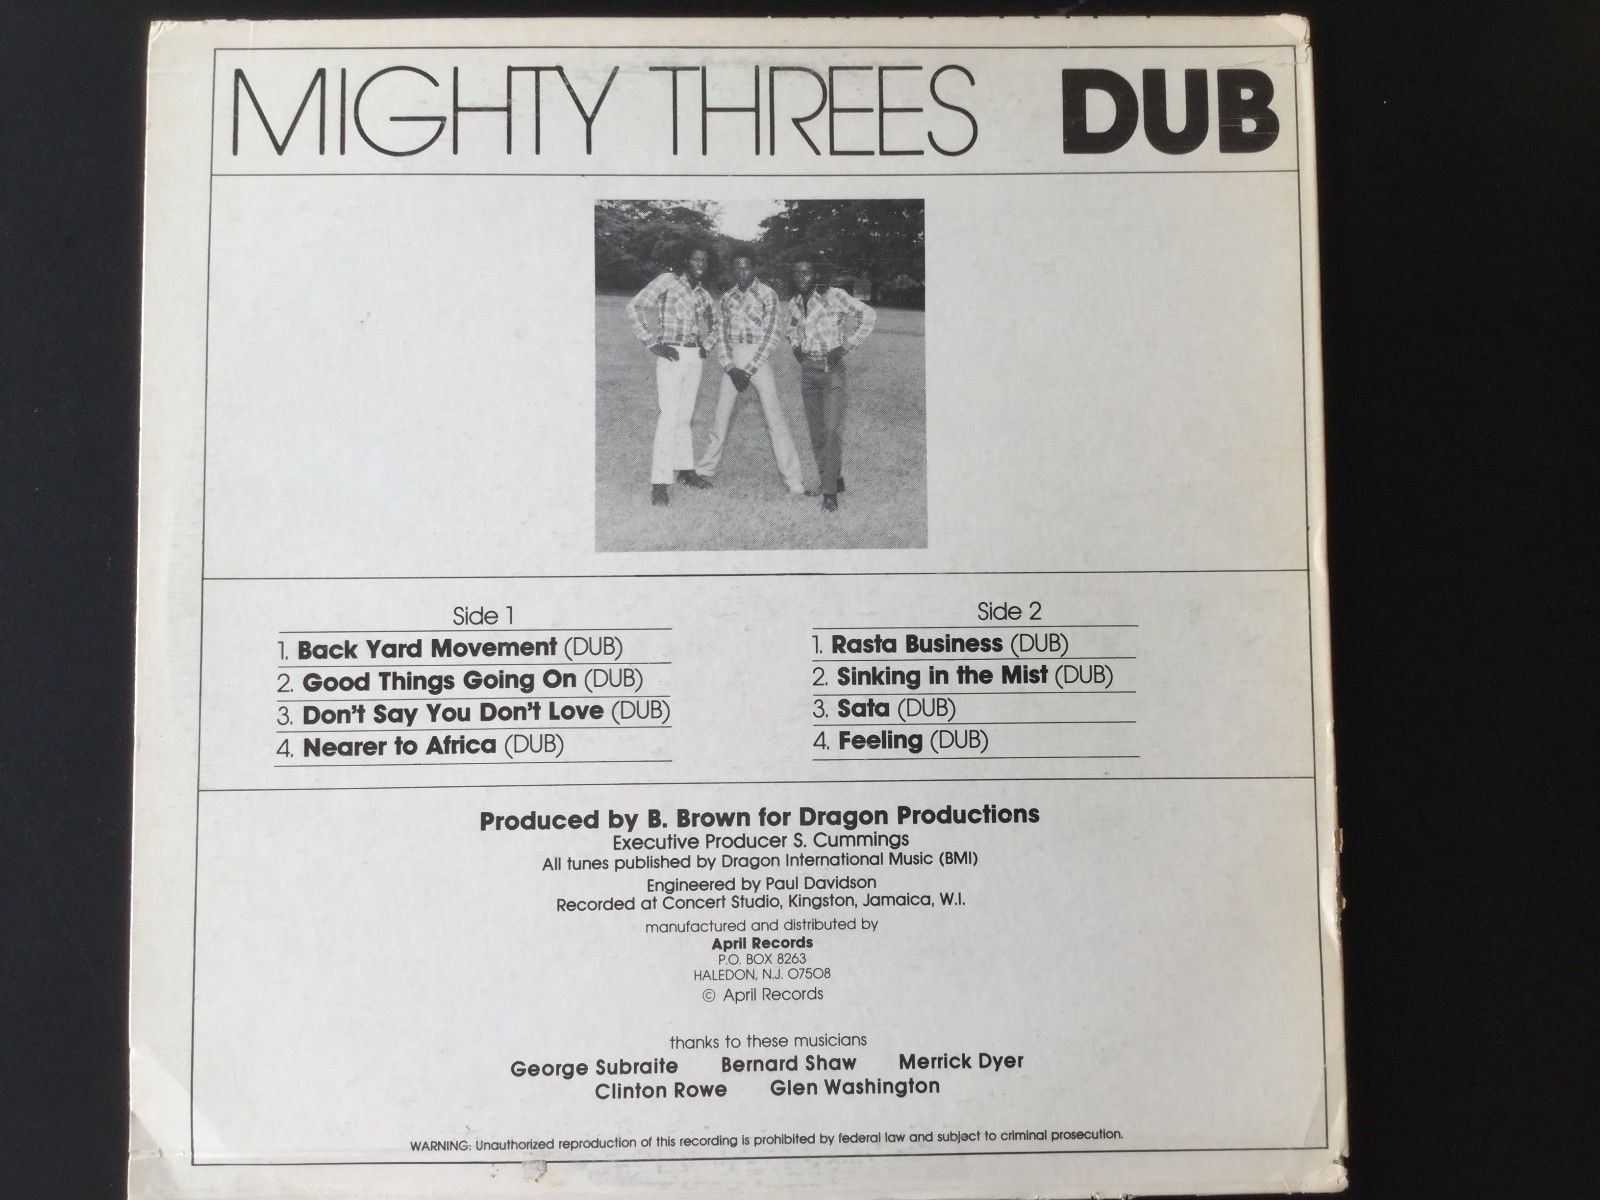 MIGHTY THREES DUB
Side 1
1. Back Yard Movement (DUB)
2. Good Things Going On (DUB)
3. Don't Say You Don't Love (DUB)
4. Nearer to Africa (DUB)
Side 2
1. Rasta Business (DUB)
2. Sinking in the Mist (DUB)
3. Sata (DUB)
4. Feeling (DUB)
Produced by B. Brown for Dragon Productions
Executive Producer S. Cummings
All tunes published by Dragon International Music (BMI)
Engineered by Paul Davidson
Recorded at Concert Studio, Kingston, Jamaica, W.I.
manufactured and distributed by
April Records
P.O. BOX 8263
HALEDON, N.J. 07508
© April Records
thanks to these musicians
George Subraite Bernard Shaw Merrick Dyer
Clinton Rowe Glen Washington
WARNING: Unauthorized reproduction of this recording is prohibited by federal law and subject to criminal prosecution.